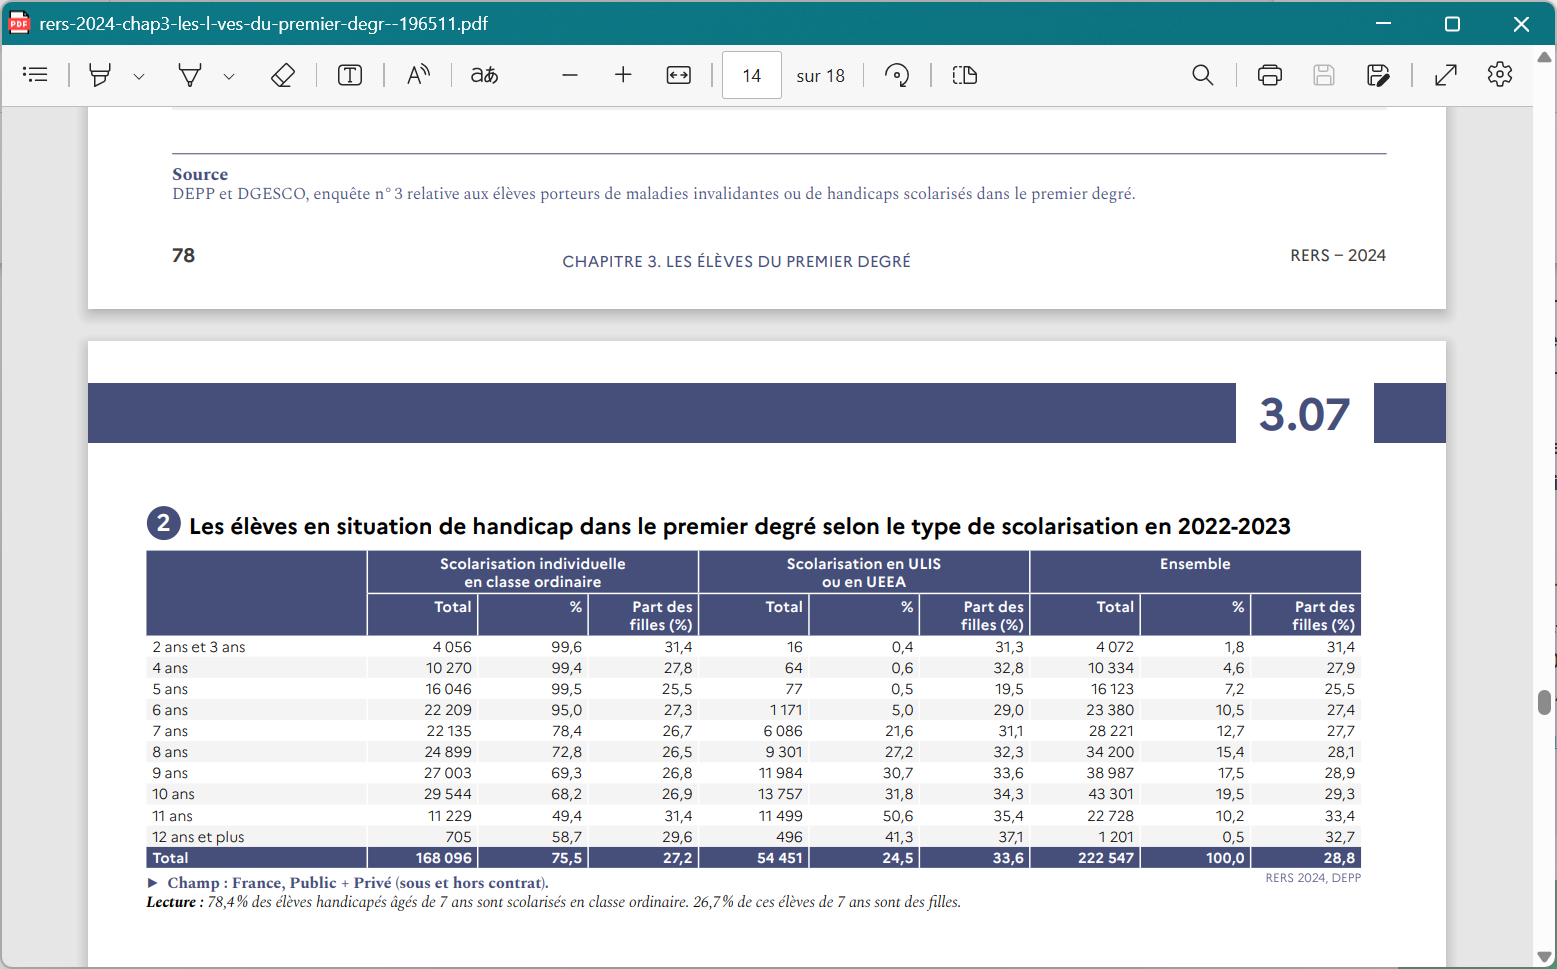 rers-2024-chap3-les-l-ves-du-premier-degr--196511.pdf
14 sur 18
Source
DEPP et DGESCO, enquête n° 3 relative aux élèves porteurs de maladies invalidantes ou de handicaps scolarisés dans le premier degré.
78 CHAPITRE 3. LES ÉLÈVES DU PREMIER DEGRÉ RERS – 2024
3.07
2 Les élèves en situation de handicap dans le premier degré selon le type de scolarisation en 2022-2023
Scolarisation individuelle en classe ordinaire Scolarisation en ULIS ou en UEEA Ensemble
Total % Part des filles (%) Total % Part des filles (%) Total % Part des filles (%)
2 ans et 3 ans 4 056 99,6 31,4 16 0,4 31,3 4 072 1,8 31,4
4 ans 10 270 99,4 27,8 64 0,6 32,8 10 334 4,6 27,9
5 ans 16 046 99,5 25,5 77 0,5 19,5 16 123 7,2 25,5
6 ans 22 209 95,0 27,3 1 171 5,0 29,0 23 380 10,5 27,4
7 ans 22 135 78,4 26,7 6 086 21,6 31,1 28 221 12,7 27,7
8 ans 24 899 72,8 26,5 9 301 27,2 32,3 34 200 15,4 28,1
9 ans 27 003 69,3 26,8 11 984 30,7 33,6 38 987 17,5 28,9
10 ans 29 544 68,2 26,9 13 757 31,8 34,3 43 301 19,5 29,3
11 ans 11 229 49,4 31,4 11 499 50,6 35,4 22 728 10,2 33,4
12 ans et plus 705 58,7 29,6 496 41,3 37,1 1 201 0,5 32,7
Total 168 096 75,5 27,2 54 451 24,5 33,6 222 547 100,0 28,8
► Champ : France, Public + Privé (sous et hors contrat). RERS 2024, DEPP
Lecture : 78,4 % des élèves handicapés âgés de 7 ans sont scolarisés en classe ordinaire. 26,7 % de ces élèves de 7 ans sont des filles.